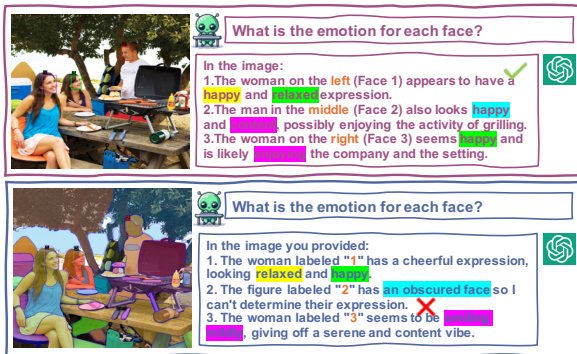 What is the emotion for each face?
In the image:
1.The woman on the left (Face 1) appears to have a
happy and relaxed expression.
2.The man in the middle (Face 2) also looks happy
and , possibly enjoying the activity of grilling.
3.The woman on the right (Face 3) seems happy and
is likely enjoying the company and the setting.
What is the emotion for each face?
In the image you provided:
1. The woman labeled "1" has a cheerful expression,
looking relaxed and happy.
2. The figure labeled "2" has an obscured face so I
can't determine their expression.
3. The woman labeled "3" seems to be smiling
mildly, giving off a serene and content vibe.